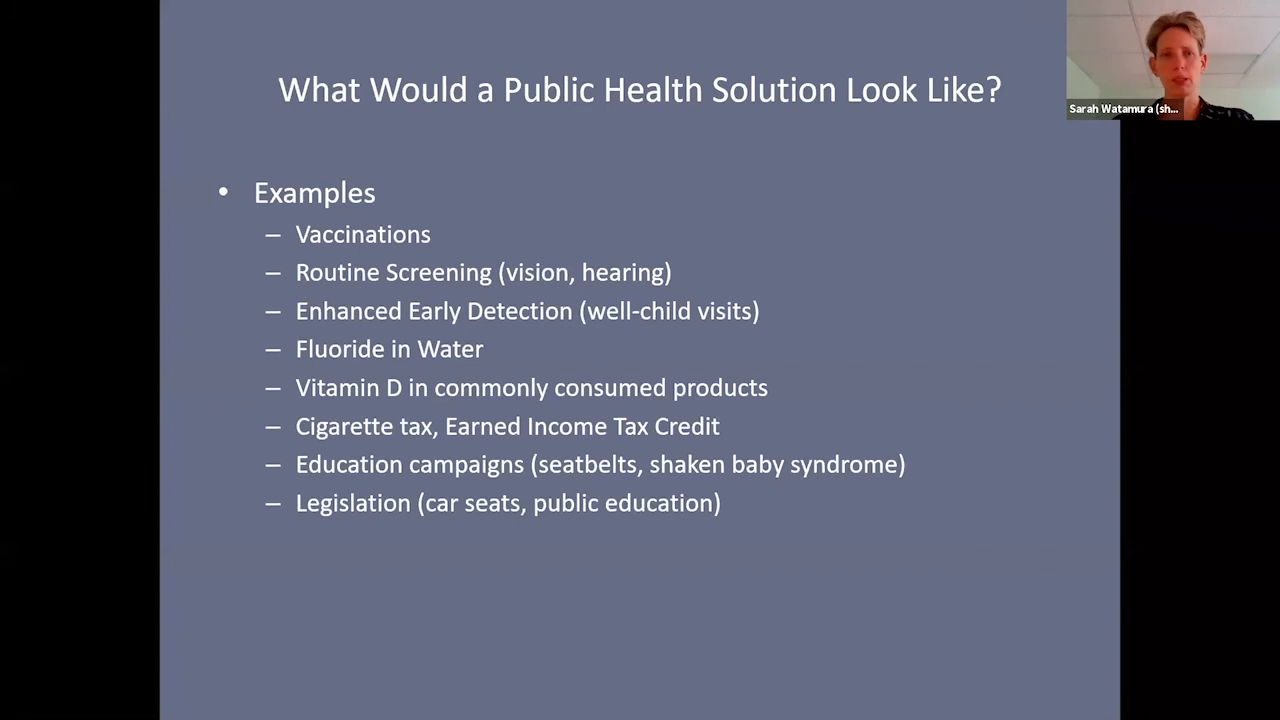 What Would a Public Health Solution Look Like?
Sarah Watamura (sh...
• Examples
– Vaccinations
– Routine Screening (vision, hearing)
– Enhanced Early Detection (well-child visits)
– Fluoride in Water
– Vitamin D in commonly consumed products
– Cigarette tax, Earned Income Tax Credit
– Education campaigns (seatbelts, shaken baby syndrome)
– Legislation (car seats, public education)